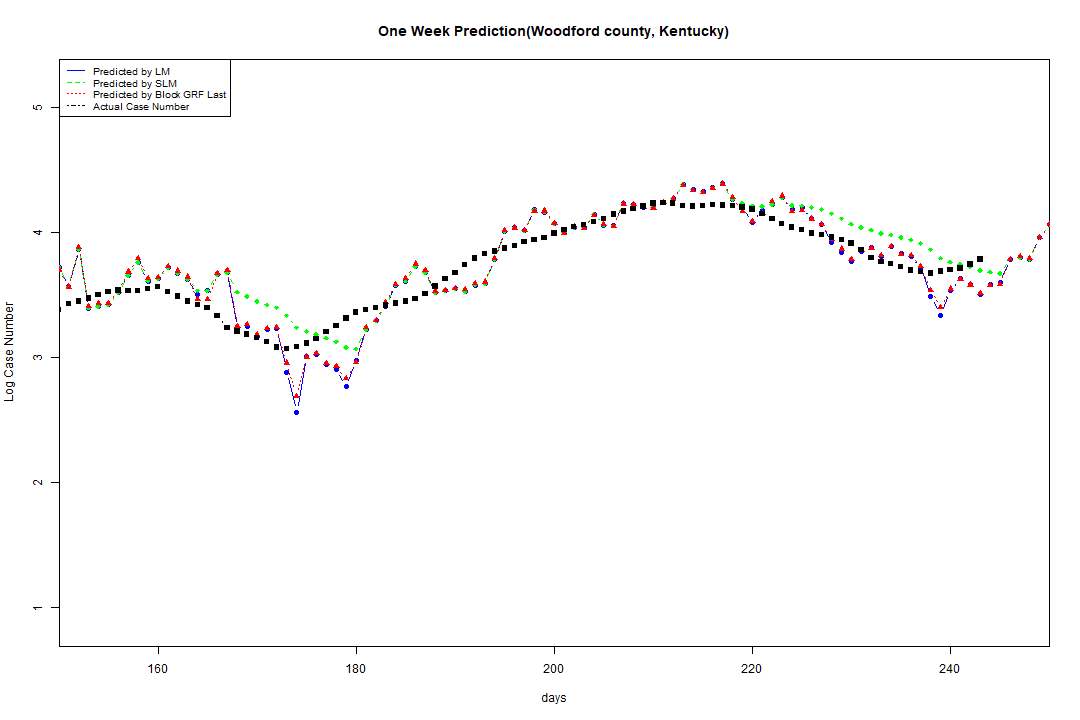 One Week Prediction(Woodford county, Kentucky)
Predicted by LM
Predicted by SLM
Predicted by Block GRF Last
Actual Case Number
5
4
3
2
1
Log Case Number
160 180 200 220 240
days